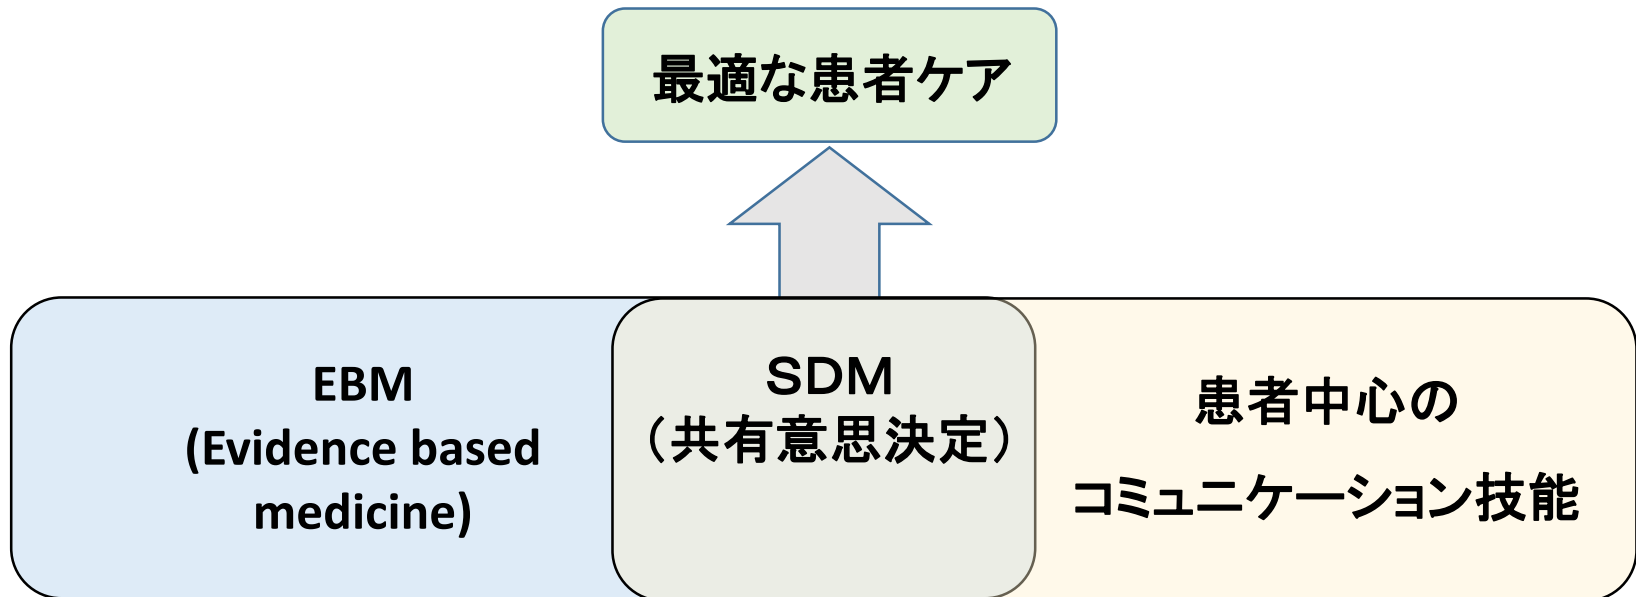 最適な患者ケア
EBM
(Evidence based
medicine)
ＳＤＭ
（共有意思決定）
患者中心の
コミュニケーション技能